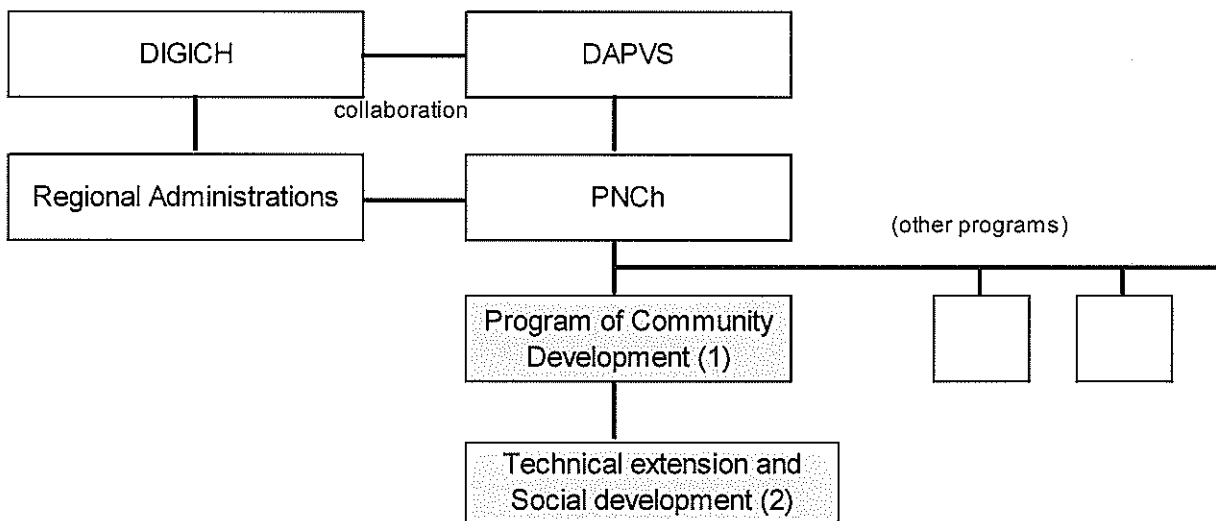 DIGICH
DAPVS
collaboration
Regional Administrations
PNCh
(other programs)
Program of Community
Development (1)
Technical extension and
Social development (2)